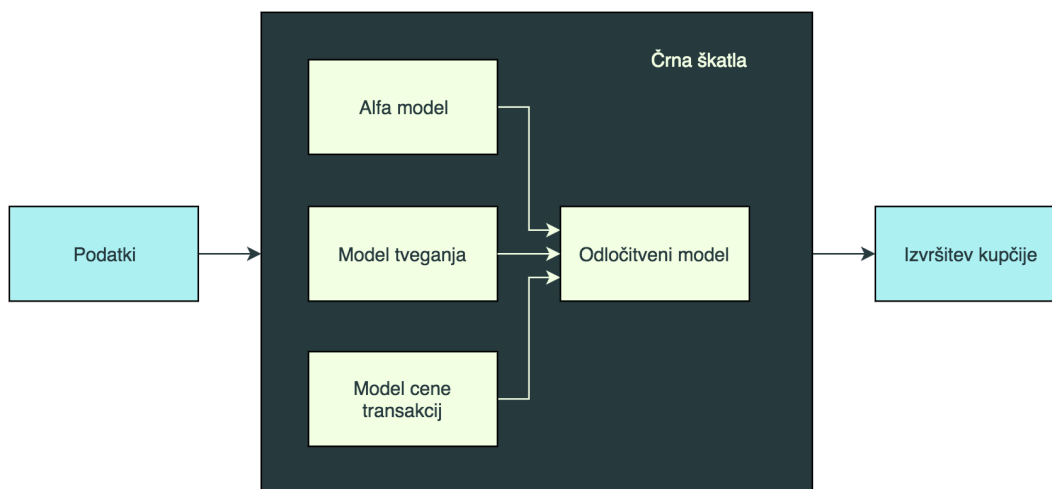 Črna škatla
Alfa model
Podatki
Model tveganja
Odločitveni model
Izvršitev kupčije
Model cene
transakcij